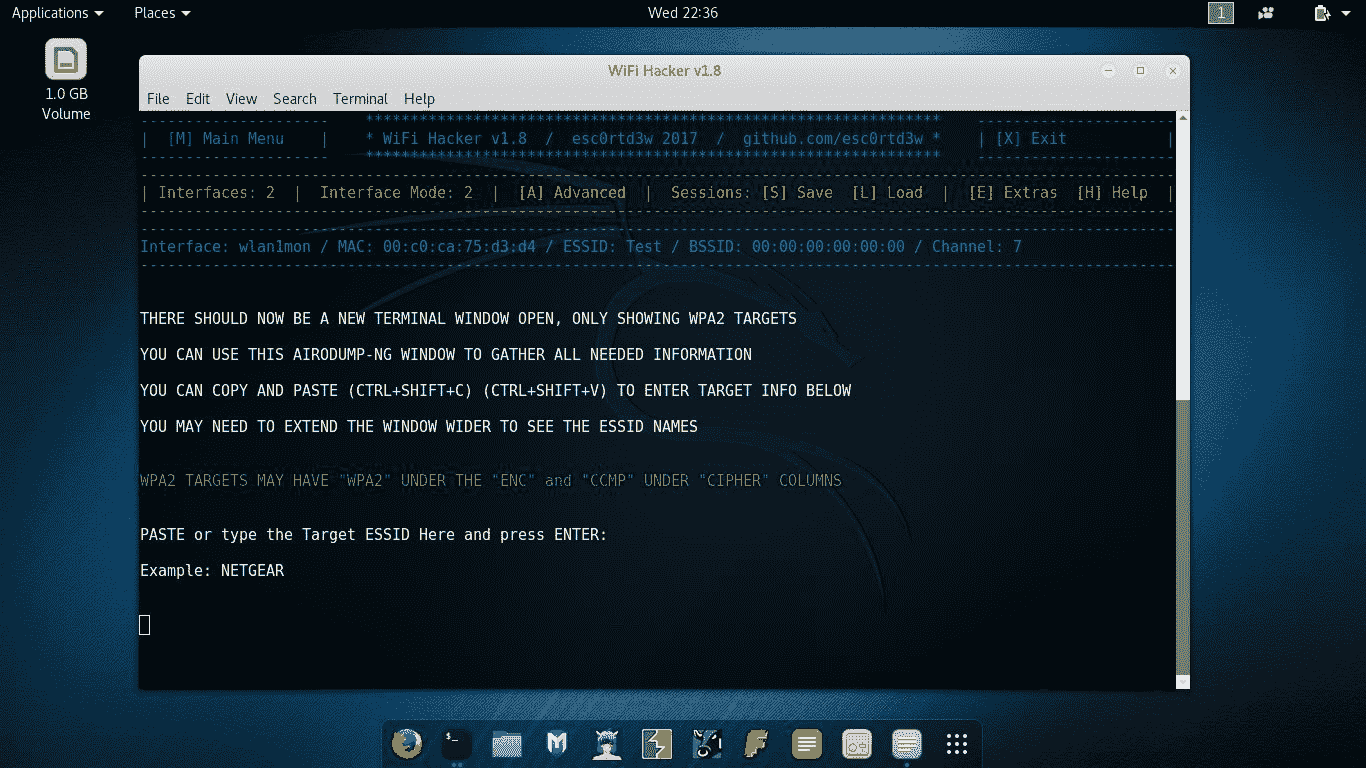 Applications Places Wed 22:36 1
1.0 GB
Volume
WiFi Hacker v1.8
File Edit View Search Terminal Help
--------------------- **************************************************************** ----------------------
| [M] Main Menu | * WiFi Hacker v1.8 / esc0rtd3w 2017 / github.com/esc0rtd3w * | [X] Exit |
--------------------- **************************************************************** ----------------------
| Interfaces: 2 | Interface Mode: 2 | [A] Advanced | Sessions: [S] Save [L] Load | [E] Extras [H] Help |
Interface: wlan1mon / MAC: 00:c0:ca:75:d3:d4 / ESSID: Test / BSSID: 00:00:00:00:00:00 / Channel: 7
THERE SHOULD NOW BE A NEW TERMINAL WINDOW OPEN, ONLY SHOWING WPA2 TARGETS
YOU CAN USE THIS AIRODUMP-NG WINDOW TO GATHER ALL NEEDED INFORMATION
YOU CAN COPY AND PASTE (CTRL+SHIFT+C) (CTRL+SHIFT+V) TO ENTER TARGET INFO BELOW
YOU MAY NEED TO EXTEND THE WINDOW WIDER TO SEE THE ESSID NAMES
WPA2 TARGETS MAY HAVE "WPA2" UNDER THE "ENC" and "CCMP" UNDER "CIPHER" COLUMNS
PASTE or type the Target ESSID Here and press ENTER:
Example: NETGEAR
$_